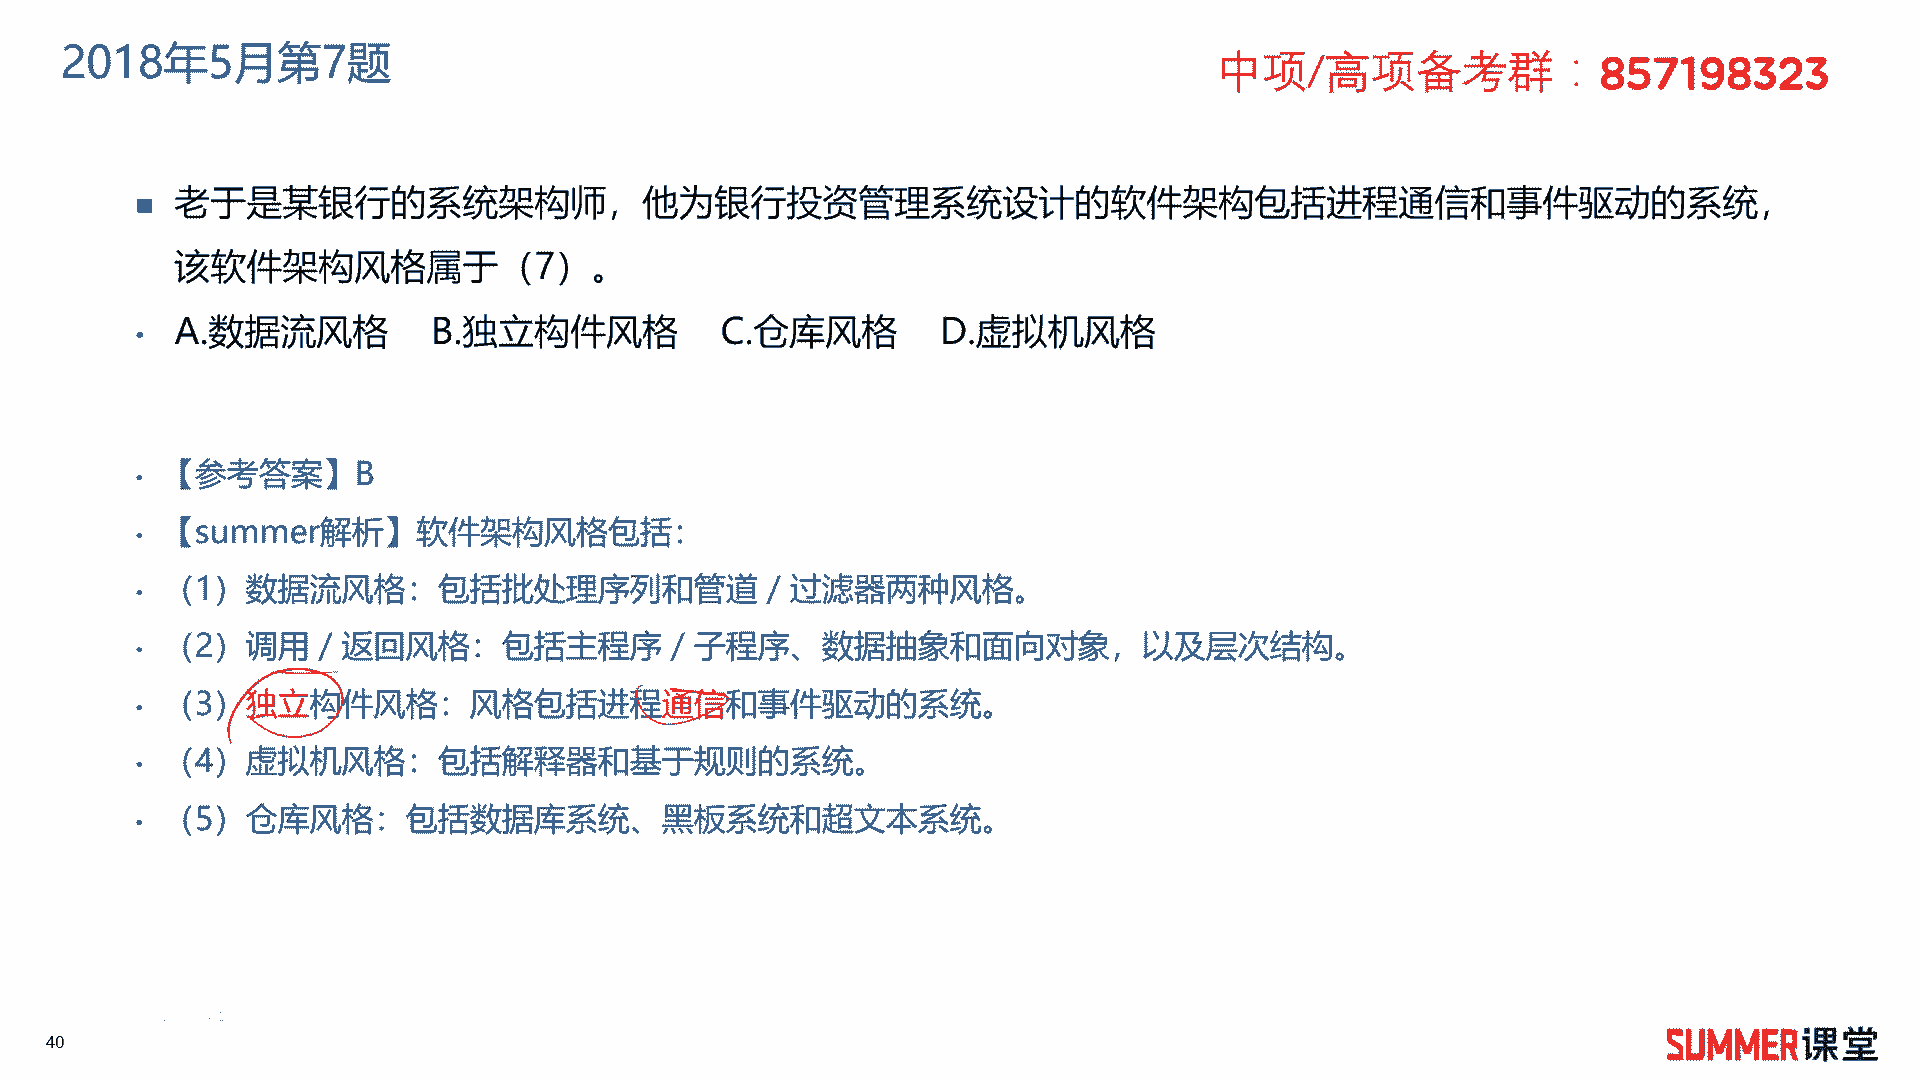 2018年5月第7题
中项/高项备考群：857198323
■ 老于是某银行的系统架构师，他为银行投资管理系统设计的软件架构包括进程通信和事件驱动的系统，
该软件架构风格属于（7）。
• A.数据流风格 B.独立构件风格 C.仓库风格 D.虚拟机风格
• 【参考答案】B
• 【summer解析】软件架构风格包括：
• （1）数据流风格：包括批处理序列和管道 / 过滤器两种风格。
• （2）调用 / 返回风格：包括主程序 / 子程序、数据抽象和面向对象，以及层次结构。
• （3）独立构件风格：风格包括进程通信和事件驱动的系统。
• （4）虚拟机风格：包括解释器和基于规则的系统。
• （5）仓库风格：包括数据库系统、黑板系统和超文本系统。
40
SUMMER课堂